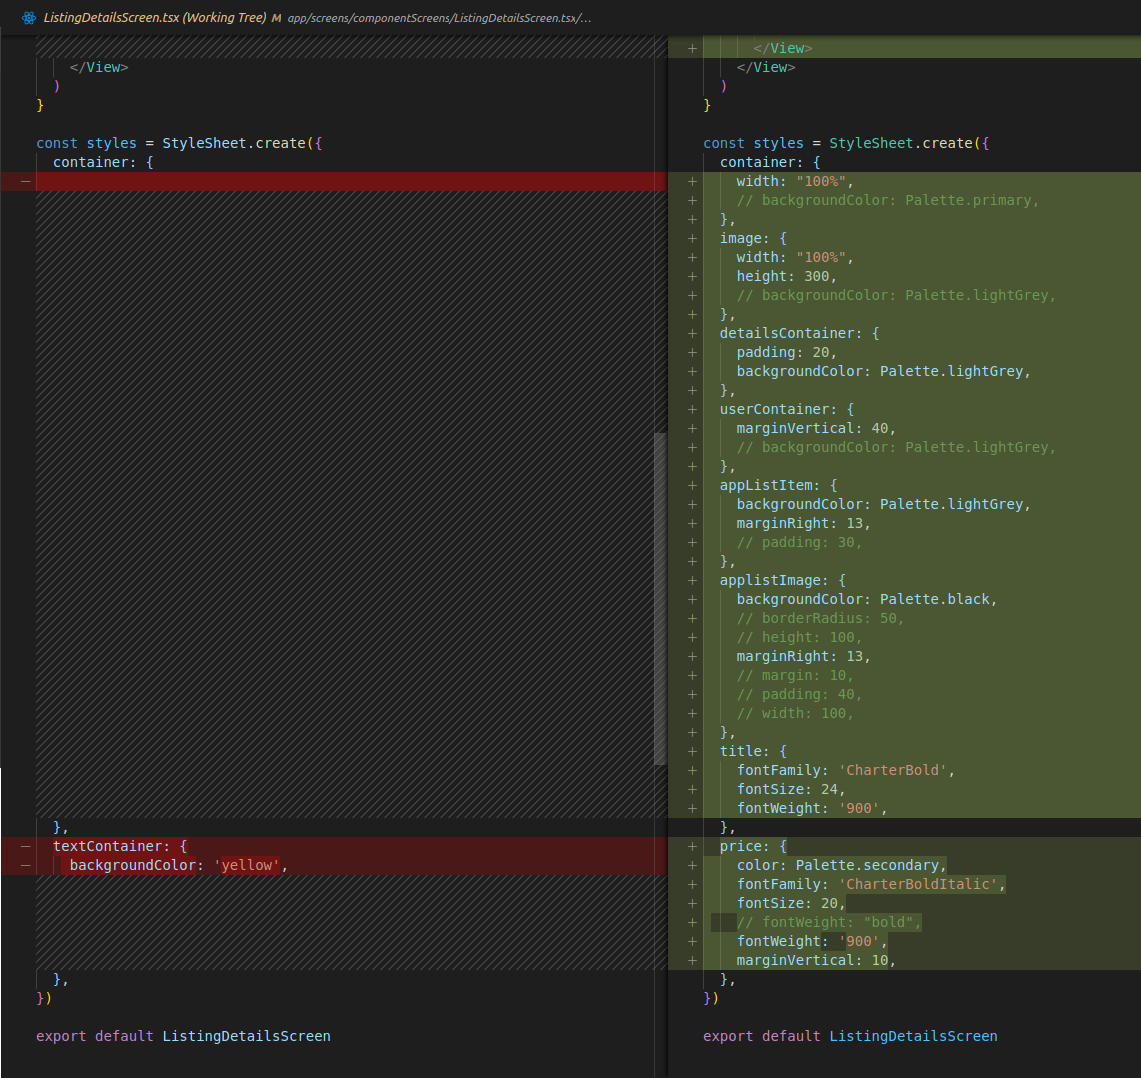 ListingDetailsScreen.tsx (Working Tree) M app/screens/componentScreens/ListingDetailsScreen.tsx/...
</View>
)
}
const styles = StyleSheet.create({
container: {
},
textContainer: {
backgroundColor: 'yellow',
},
})
export default ListingDetailsScreen
</View>
</View>
)
}
const styles = StyleSheet.create({
container: {
width: "100%",
// backgroundColor: Palette.primary,
},
image: {
width: "100%",
height: 300,
// backgroundColor: Palette.lightGrey,
},
detailsContainer: {
padding: 20,
backgroundColor: Palette.lightGrey,
},
userContainer: {
marginVertical: 40,
// backgroundColor: Palette.lightGrey,
},
appListItem: {
backgroundColor: Palette.lightGrey,
marginRight: 13,
// padding: 30,
},
applistImage: {
backgroundColor: Palette.black,
// borderRadius: 50,
// height: 100,
marginRight: 13,
// margin: 10,
// padding: 40,
// width: 100,
},
title: {
fontFamily: 'CharterBold',
fontSize: 24,
fontWeight: '900',
},
price: {
color: Palette.secondary,
fontFamily: 'CharterBoldItalic',
fontSize: 20,
// fontWeight: "bold",
fontWeight: '900',
marginVertical: 10,
},
})
export default ListingDetailsScreen